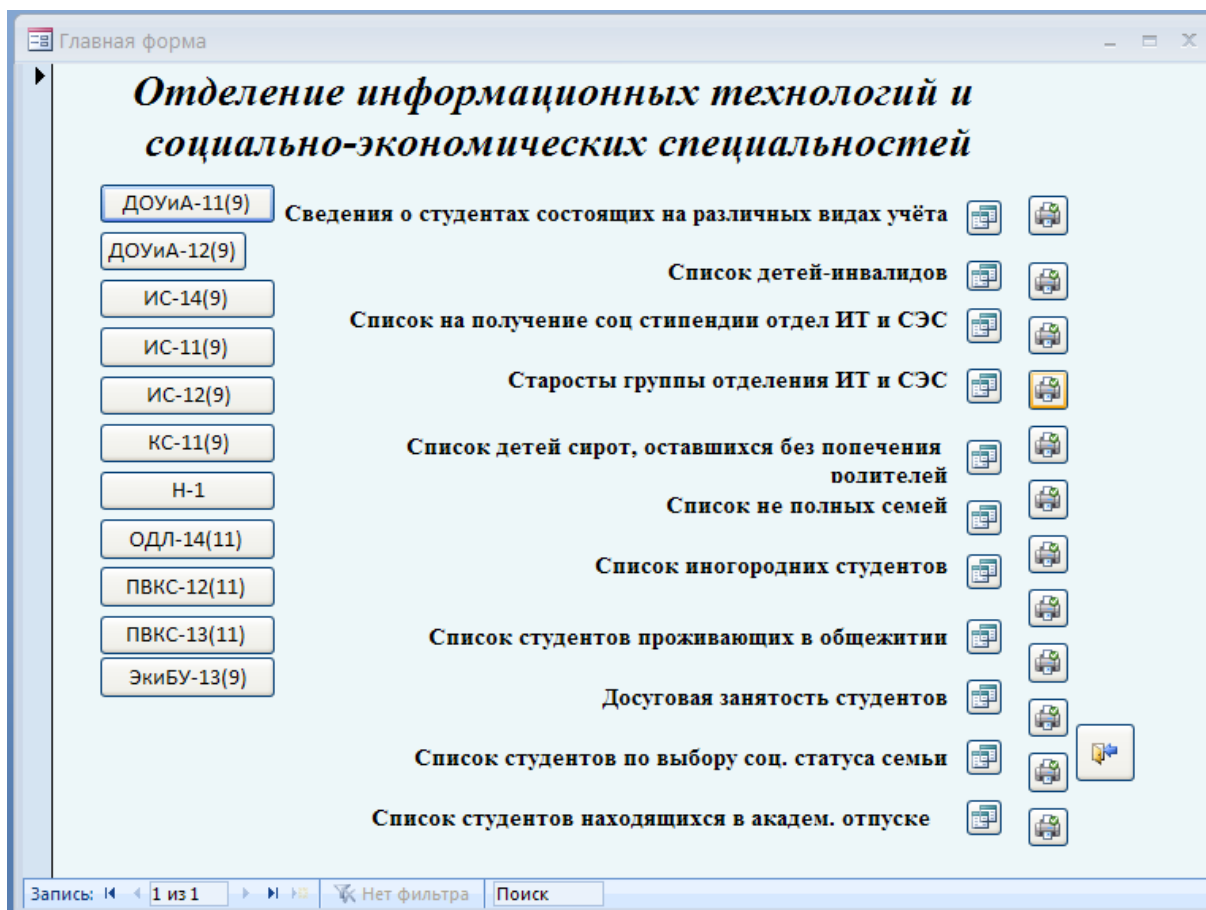 Главная форма
Отделение информационных технологий и
социально-экономических специальностей
ДОУиА-11(9)
ДОУиА-12(9)
ИС-14(9)
ИС-11(9)
ИС-12(9)
КС-11(9)
Н-1
ОДЛ-14(11)
ПВКС-12(11)
ПВКС-13(11)
ЭкиБУ-13(9)
Сведения о студентах состоящих на различных видах учёта
Список детей-инвалидов
Список на получение соц стипендии отдел ИТ и СЭС
Старосты группы отделения ИТ и СЭС
Список детей сирот, оставшихся без попечения
родителей
Список не полных семей
Список иногородних студентов
Список студентов проживающих в общежитии
Досуговая занятость студентов
Список студентов по выбору соц. статуса семьи
Список студентов находящихся в академ. отпуске
Запись: 1 из 1 Нет фильтра Поиск